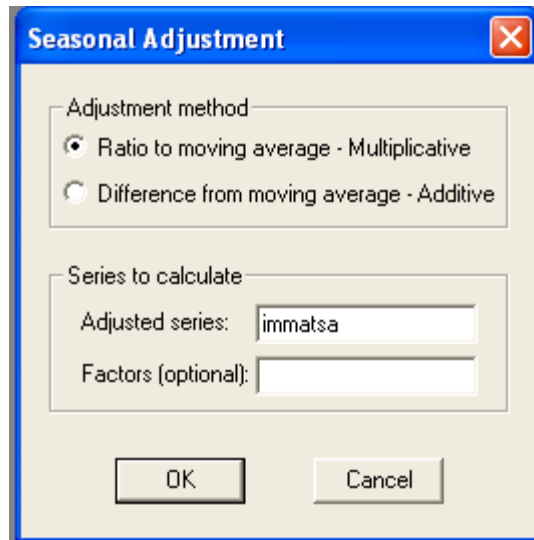 Seasonal Adjustment
Adjustment method
Ratio to moving average - Multiplicative
Difference from moving average - Additive
Series to calculate
Adjusted series: immatsa
Factors (optional):
OK Cancel